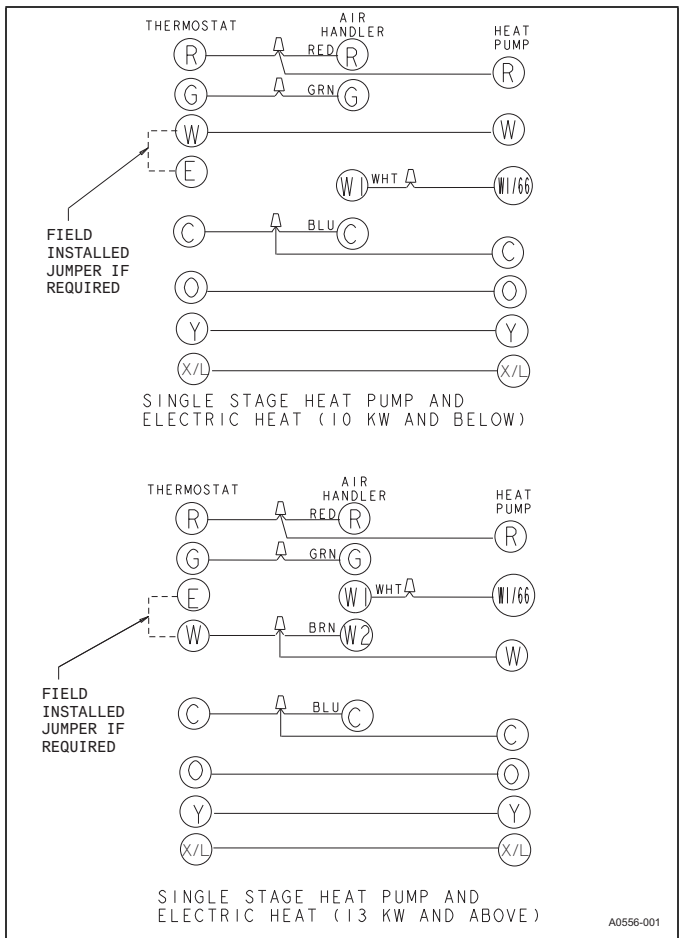 THERMOSTAT
AIR
HANDLER
HEAT
PUMP
R RED R
R
G GRN G
W W
E
W1 WHT W1/66
C BLU C
C
FIELD
INSTALLED
JUMPER IF
REQUIRED
O O
Y Y
X/L X/L
SINGLE STAGE HEAT PUMP AND
ELECTRIC HEAT (10 KW AND BELOW)
THERMOSTAT
AIR
HANDLER
HEAT
PUMP
R RED R
R
G GRN G
E W1 WHT W1/66
W BRN W2
W
FIELD
INSTALLED
JUMPER IF
REQUIRED
C BLU C
C
O O
Y Y
X/L X/L
SINGLE STAGE HEAT PUMP AND
ELECTRIC HEAT (13 KW AND ABOVE)
A0556-001